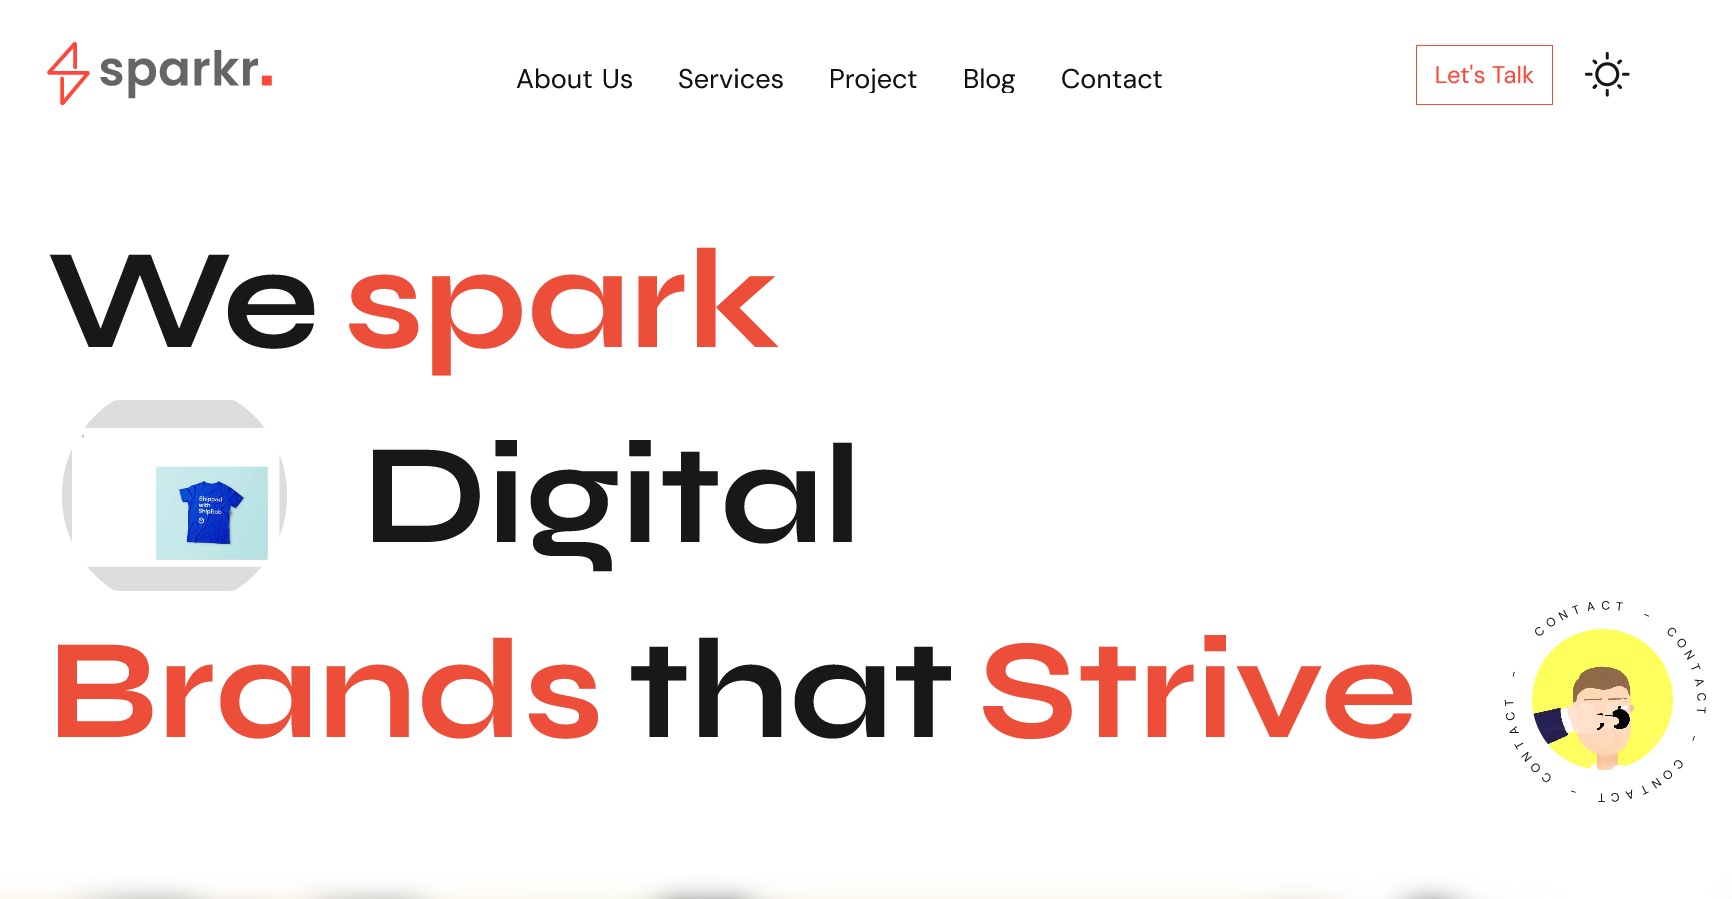 sparkr.
About Us Services Project Blog Contact
Let's Talk
We spark
Shipped
with
ShipBob
Digital
Brands that Strive
CONTACT - CONTACT - CONTACT - CONTACT -